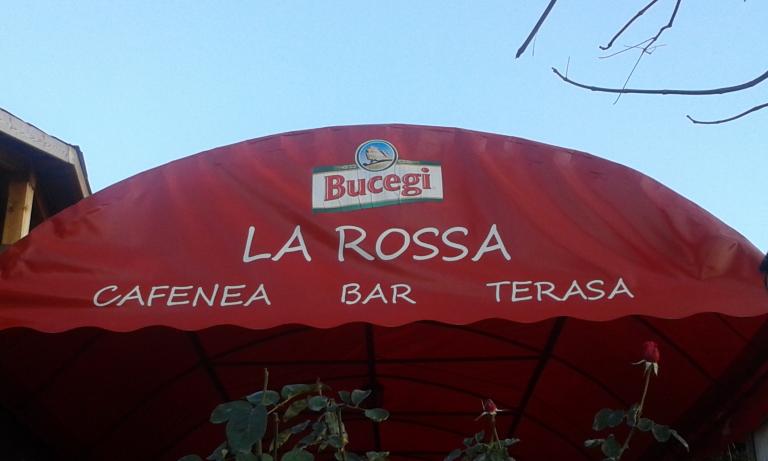 Bucegi
LA ROSSA
CAFENEA BAR TERASA